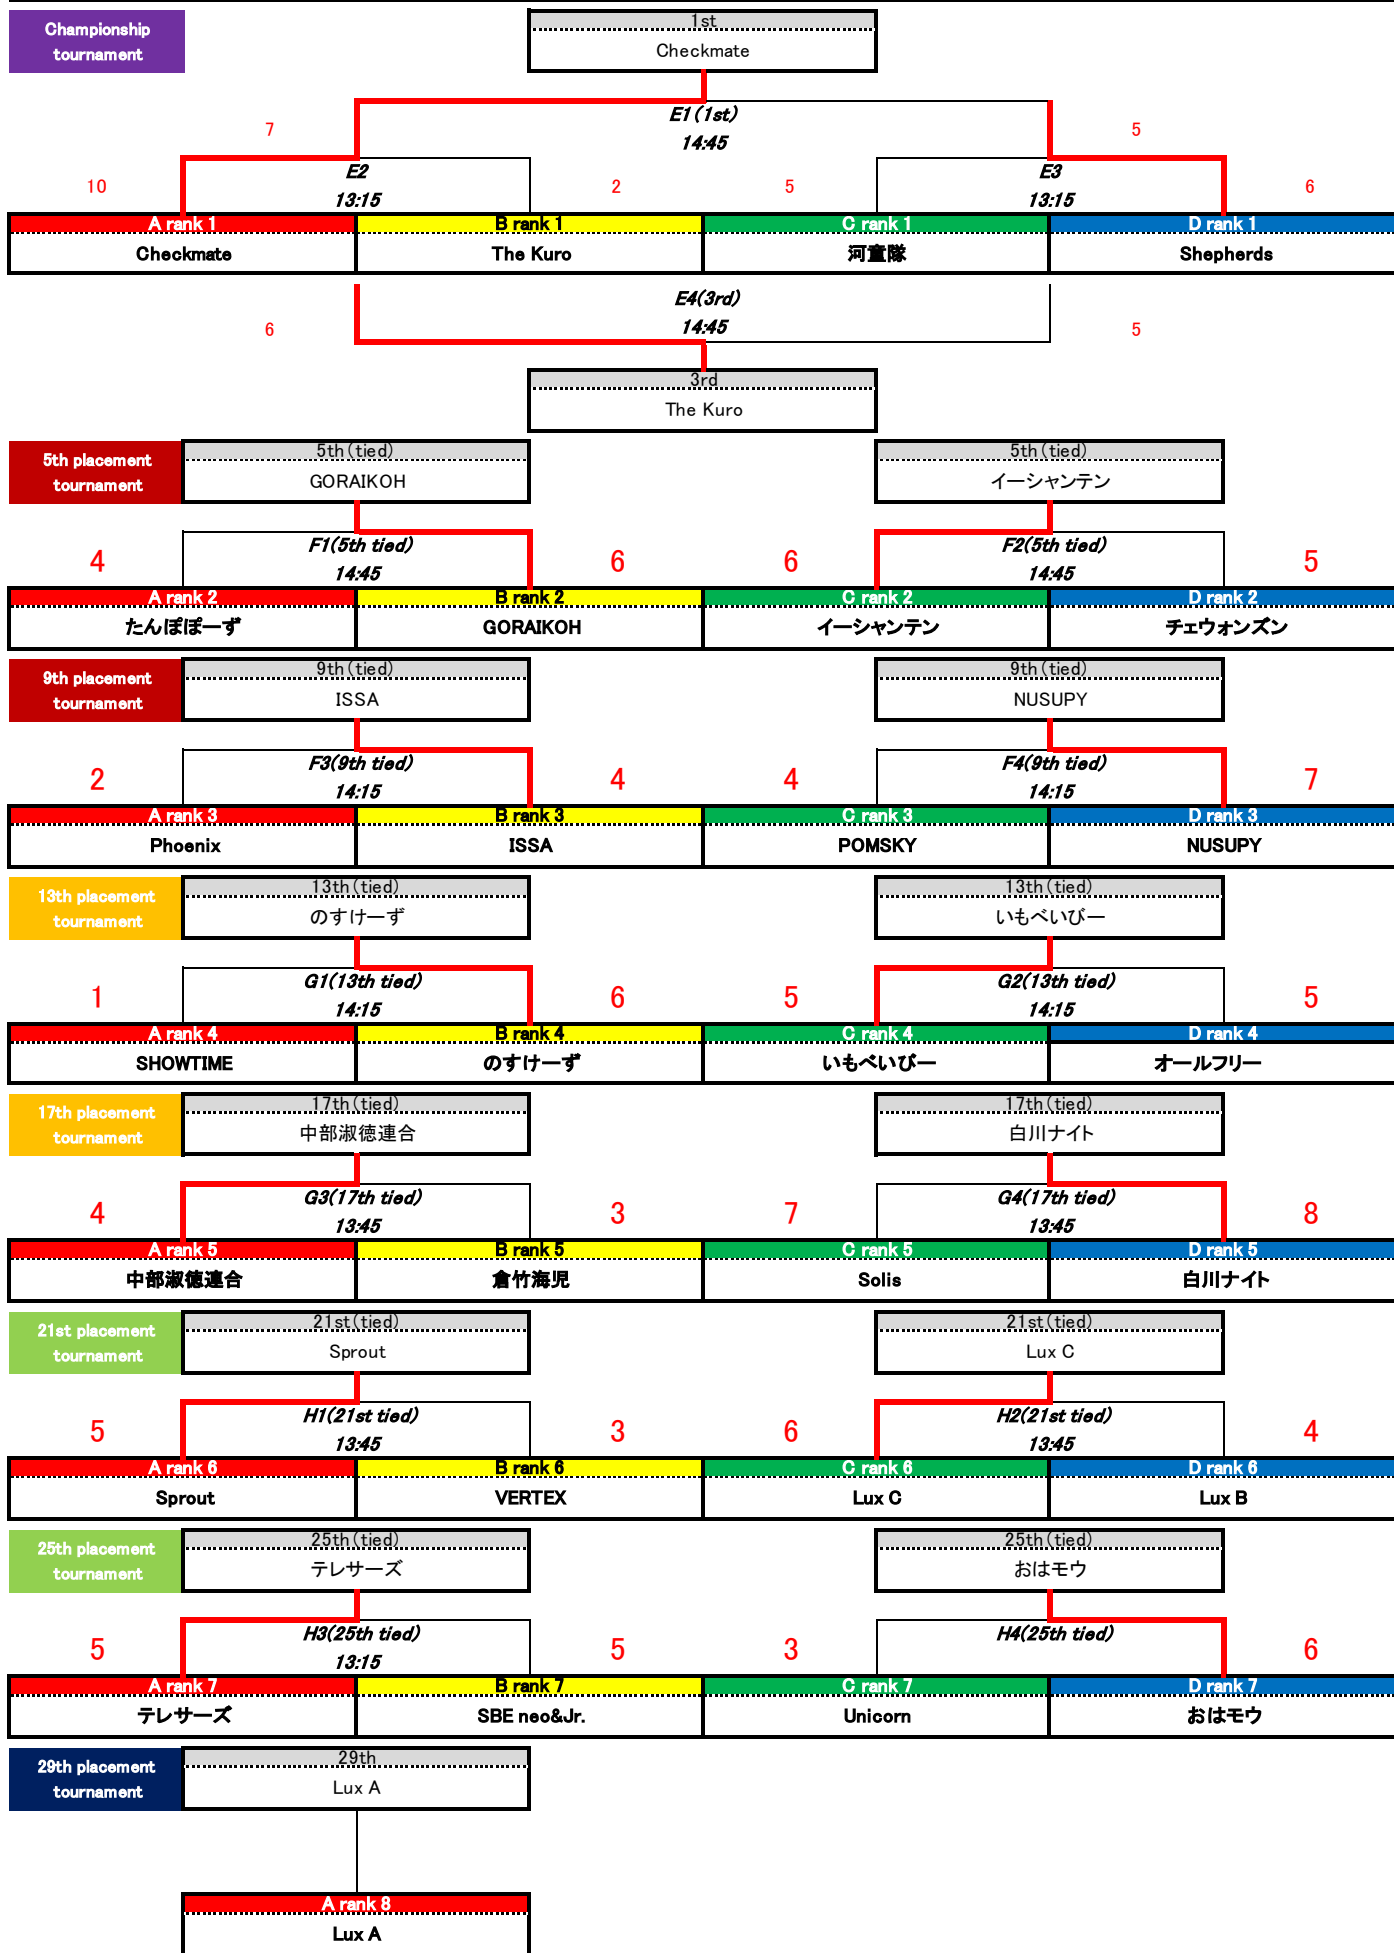 Championship
tournament
1st
Checkmate
E1(1st)
7
5
14:45
E2
E3
10
13:15
2
5
13:15
6
A rank 1
B rank 1
C rank 1
D rank 1
Checkmate
The Kuro
河童隊
Shepherds
E4(3rd)
6
14:45
5
3rd
The Kuro
5th placement
tournament
5th(tied)
5th(tied)
GORAIKOH
イーシャンテン
F1(5th tied)
F2(5th tied)
4
14:45
6
6
14:45
5
A rank 2
B rank 2
C rank 2
D rank 2
たんぽぽーず
GORAIKOH
イーシャンテン
チェウォンズン
9th placement
tournament
9th(tied)
9th(tied)
ISSA
NUSUPY
F3(9th tied)
F4(9th tied)
2
14:15
4
4
14:15
7
A rank 3
B rank 3
C rank 3
D rank 3
Phoenix
ISSA
POMSKY
NUSUPY
13th placement
tournament
13th(tied)
13th(tied)
のすけーず
いもべいびー
G1(13th tied)
G2(13th tied)
1
14:15
6
5
14:15
5
A rank 4
B rank 4
C rank 4
D rank 4
SHOWTIME
のすけーず
いもべいびー
オールフリー
17th placement
tournament
17th(tied)
17th(tied)
中部淑徳連合
白川ナイト
G3(17th tied)
G4(17th tied)
4
13:45
3
7
13:45
8
A rank 5
B rank 5
C rank 5
D rank 5
中部淑徳連合
倉竹海児
Solis
白川ナイト
21st placement
tournament
21st(tied)
21st(tied)
Sprout
Lux C
H1(21st tied)
H2(21st tied)
5
13:45
3
6
13:45
4
A rank 6
B rank 6
C rank 6
D rank 6
Sprout
VERTEX
Lux C
Lux B
25th placement
tournament
25th(tied)
25th(tied)
テレサーズ
おはモウ
H3(25th tied)
H4(25th tied)
5
13:15
5
3
6
A rank 7
B rank 7
C rank 7
D rank 7
テレサーズ
SBE neo&Jr.
Unicorn
おはモウ
29th placement
tournament
29th
Lux A
A rank 8
Lux A